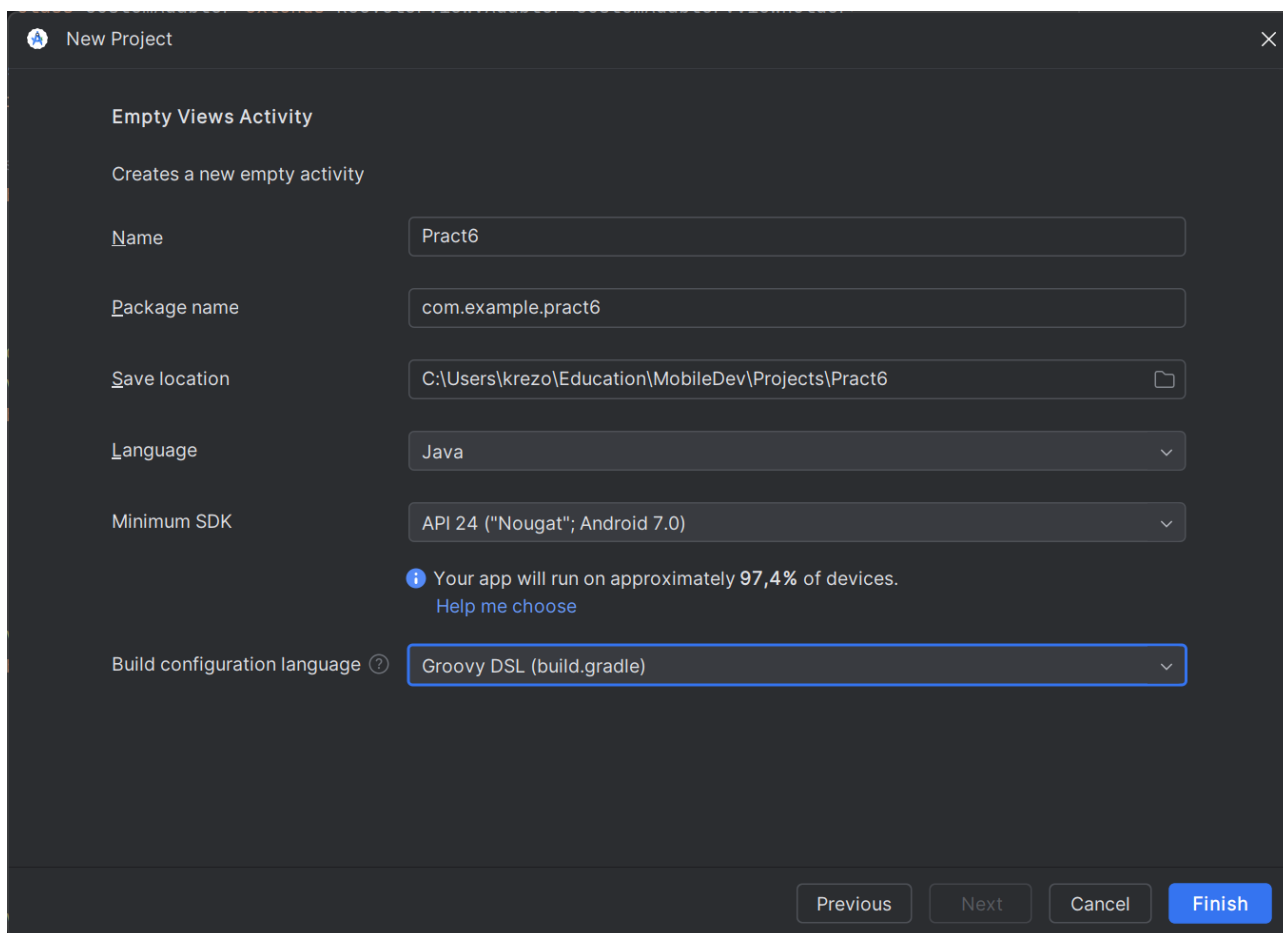 New Project
Empty Views Activity
Creates a new empty activity
Name
Pract6
Package name
com.example.pract6
Save location
C:\Users\krezo\Education\MobileDev\Projects\Pract6
Language
Java
Minimum SDK
API 24 ("Nougat"; Android 7.0)
Your app will run on approximately 97,4% of devices.
Help me choose
Build configuration language ?
Groovy DSL (build.gradle)
Previous
Next
Cancel
Finish